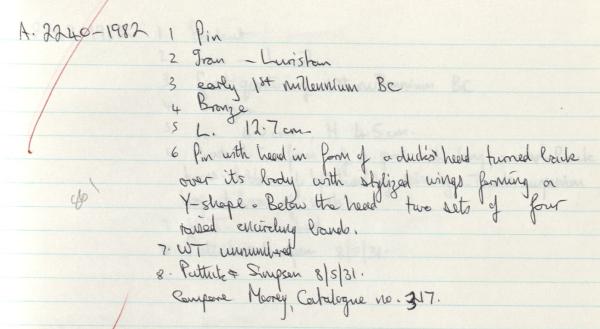 A. 2240-1982 1 Pin
2 Iran - Luristan
3 early 1st millennium BC
4 Bronze
5 L. 12.7cm
6 Pin with head in form of a duck's head turned back
over its body with stylized wings forming a
Y-shape. Below the head two sets of four
raised encircling bands.
7. WT unnumbered
8. Puttick & Simpson 8/5/31.
Compare Moorey, Catalogue no. 317.